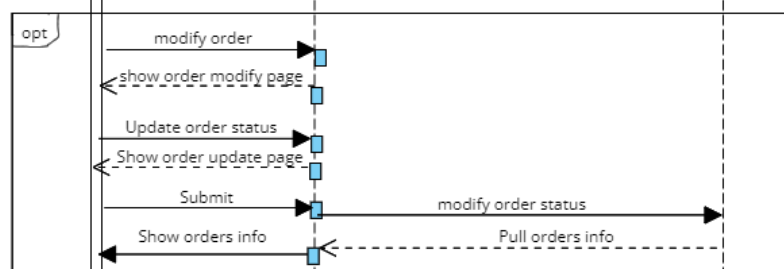 opt
modify order
show order modify page
Update order status
Show order update page
Submit
modify order status
Show orders info
Pull orders info